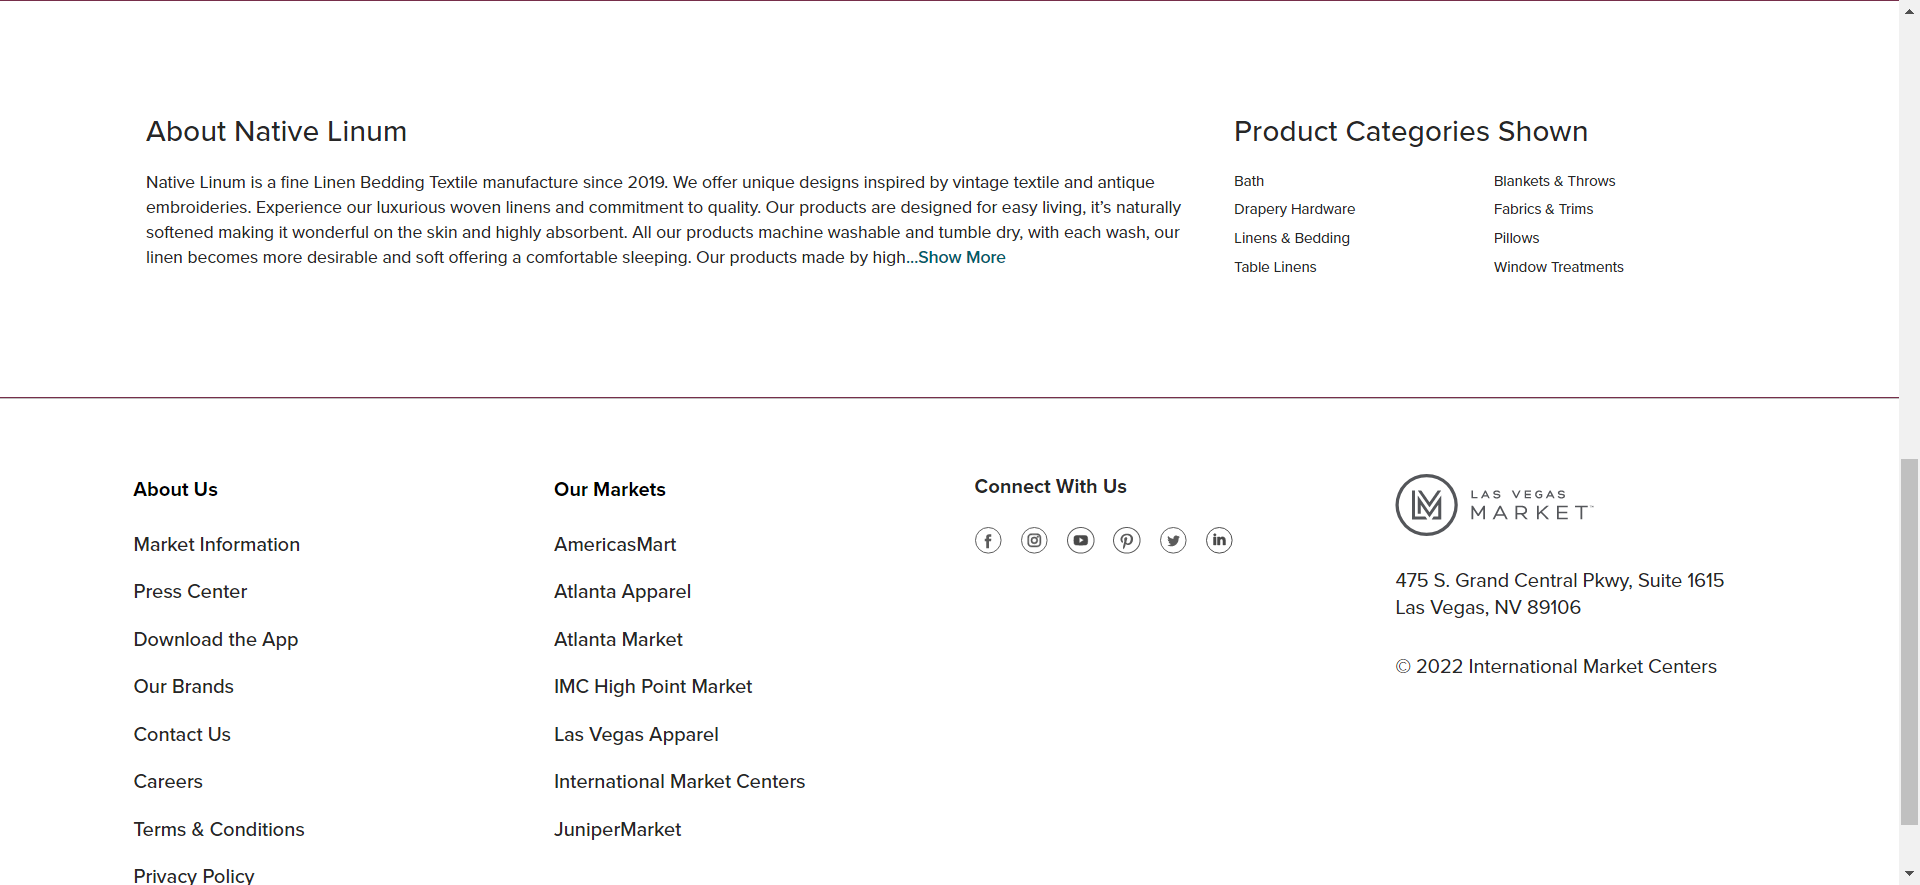 About Native Linum
Native Linum is a fine Linen Bedding Textile manufacture since 2019. We offer unique designs inspired by vintage textile and antique
embroideries. Experience our luxurious woven linens and commitment to quality. Our products are designed for easy living, it’s naturally
softened making it wonderful on the skin and highly absorbent. All our products machine washable and tumble dry, with each wash, our
linen becomes more desirable and soft offering a comfortable sleeping. Our products made by high...Show More
Product Categories Shown
Bath
Drapery Hardware
Linens & Bedding
Table Linens
Blankets & Throws
Fabrics & Trims
Pillows
Window Treatments
About Us
Market Information
Press Center
Download the App
Our Brands
Contact Us
Careers
Terms & Conditions
Privacy Policy
Our Markets
AmericasMart
Atlanta Apparel
Atlanta Market
IMC High Point Market
Las Vegas Apparel
International Market Centers
JuniperMarket
Connect With Us
LAS VEGAS
MARKET™
475 S. Grand Central Pkwy, Suite 1615
Las Vegas, NV 89106
© 2022 International Market Centers